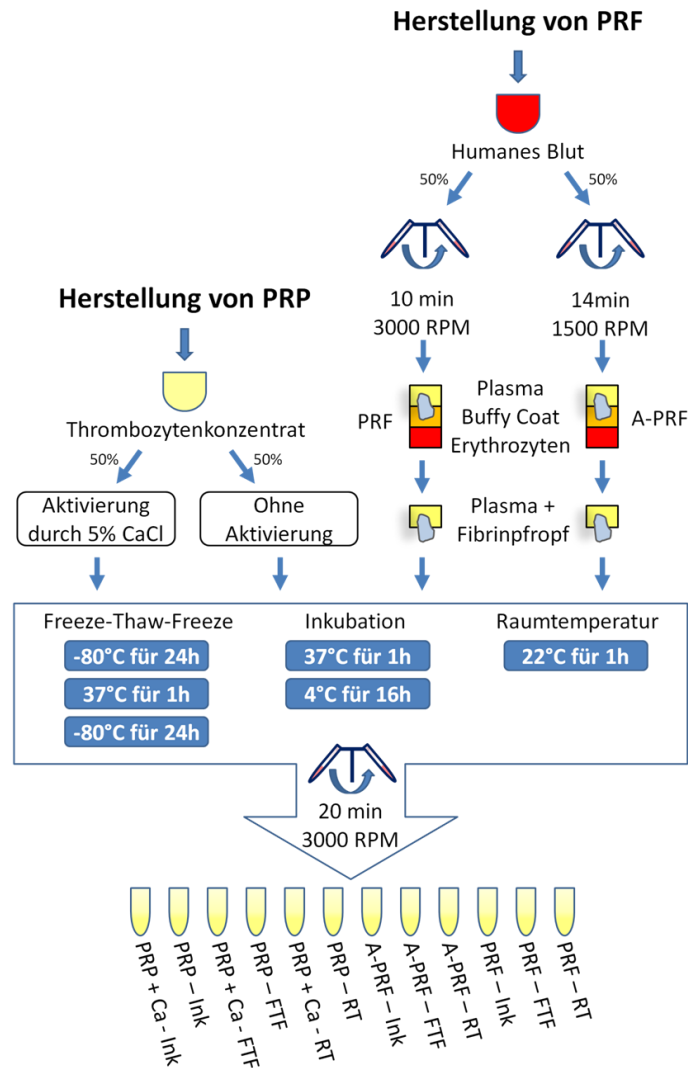 Herstellung von PRF
Humanes Blut
50%
50%
10 min
3000 RPM
14min
1500 RPM
PRF
Plasma
Buffy Coat
Erythrozyten
A-PRF
Plasma +
Fibrinpfropf
Herstellung von PRP
Thrombozytenkonzentrat
50%
50%
Aktivierung
durch 5% CaCl
Ohne
Aktivierung
Freeze-Thaw-Freeze
-80°C für 24h
37°C für 1h
-80°C für 24h
Inkubation
37°C für 1h
4°C für 16h
Raumtemperatur
22°C für 1h
20 min
3000 RPM
PRP + Ca - Ink
PRP – Ink
PRP + Ca - FTF
PRP – FTF
PRP + Ca - RT
PRP – RT
A-PRF – Ink
A-PRF – FTF
A-PRF – RT
PRF – Ink
PRF – FTF
PRF – RT